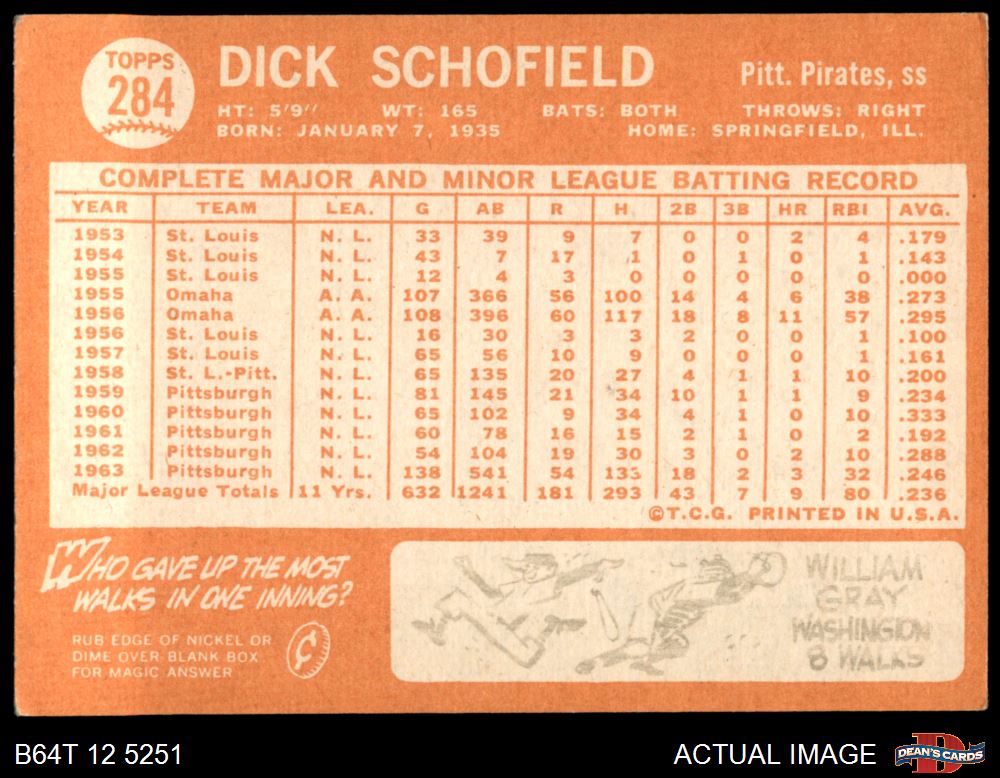 TOPPS
284
DICK SCHOFIELD
Pitt. Pirates, ss
HT: 5'9" WT: 165 BATS: BOTH THROWS: RIGHT
BORN: JANUARY 7, 1935 HOME: SPRINGFIELD, ILL.
COMPLETE MAJOR AND MINOR LEAGUE BATTING RECORD
YEAR TEAM LEA. G AB R H 2B 3B HR RBI AVG.
1953 St. Louis N. L. 33 39 9 7 0 0 2 4 .179
1954 St. Louis N. L. 43 7 17 1 0 1 0 1 .143
1955 St. Louis N. L. 12 4 3 0 0 0 0 0 .000
1955 Omaha A. A. 107 366 56 100 14 4 6 38 .273
1956 Omaha A. A. 108 396 60 117 18 8 11 57 .295
1956 St. Louis N. L. 16 30 3 3 2 0 0 1 .100
1957 St. Louis N. L. 65 56 10 9 0 0 0 1 .161
1958 St. L.-Pitt. N. L. 65 135 20 27 4 1 1 10 .200
1959 Pittsburgh N. L. 81 145 21 34 10 1 1 9 .234
1960 Pittsburgh N. L. 65 102 9 34 4 1 0 10 .333
1961 Pittsburgh N. L. 60 78 16 15 2 1 0 2 .192
1962 Pittsburgh N. L. 54 104 19 30 3 0 2 10 .288
1963 Pittsburgh N. L. 138 541 54 133 18 2 3 32 .246
Major League Totals 11 Yrs. 632 1241 181 293 43 7 9 80 .236
©T.C.G. PRINTED IN U.S.A.
WHO GAVE UP THE MOST
WALKS IN ONE INNING?
RUB EDGE OF NICKEL OR
DIME OVER BLANK BOX
FOR MAGIC ANSWER
¢
WILLIAM
GRAY
WASHINGTON
8 WALKS
B64T 12 5251
ACTUAL IMAGE
DEAN'S CARDS